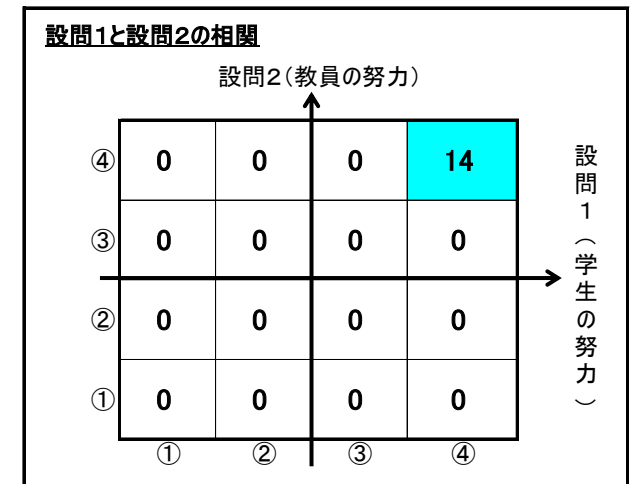 設問1と設問2の相関
設問2(教員の努力)
④ 0 0 0 14
③ 0 0 0 0
② 0 0 0 0
① 0 0 0 0
① ② ③ ④
設問1(学生の努力)